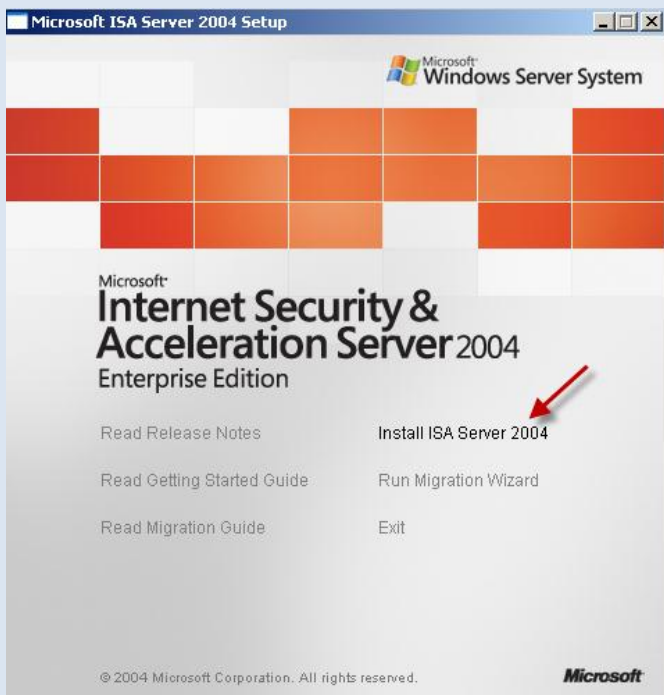 Microsoft ISA Server 2004 Setup
Microsoft
Windows Server System
Microsoft
Internet Security &
Acceleration Server 2004
Enterprise Edition
Read Release Notes
Install ISA Server 2004
Read Getting Started Guide
Run Migration Wizard
Read Migration Guide
Exit
© 2004 Microsoft Corporation. All rights reserved.
Microsoft